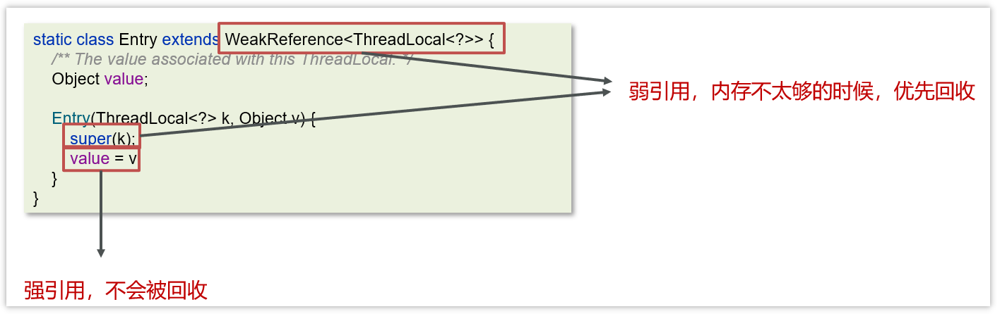 static class Entry extends WeakReference<ThreadLocal<?>> {
/** The value associated with this ThreadLocal. */
Object value;
Entry(ThreadLocal<?> k, Object v) {
super(k);
value = v
}
}
弱引用，内存不太够的时候，优先回收
强引用，不会被回收